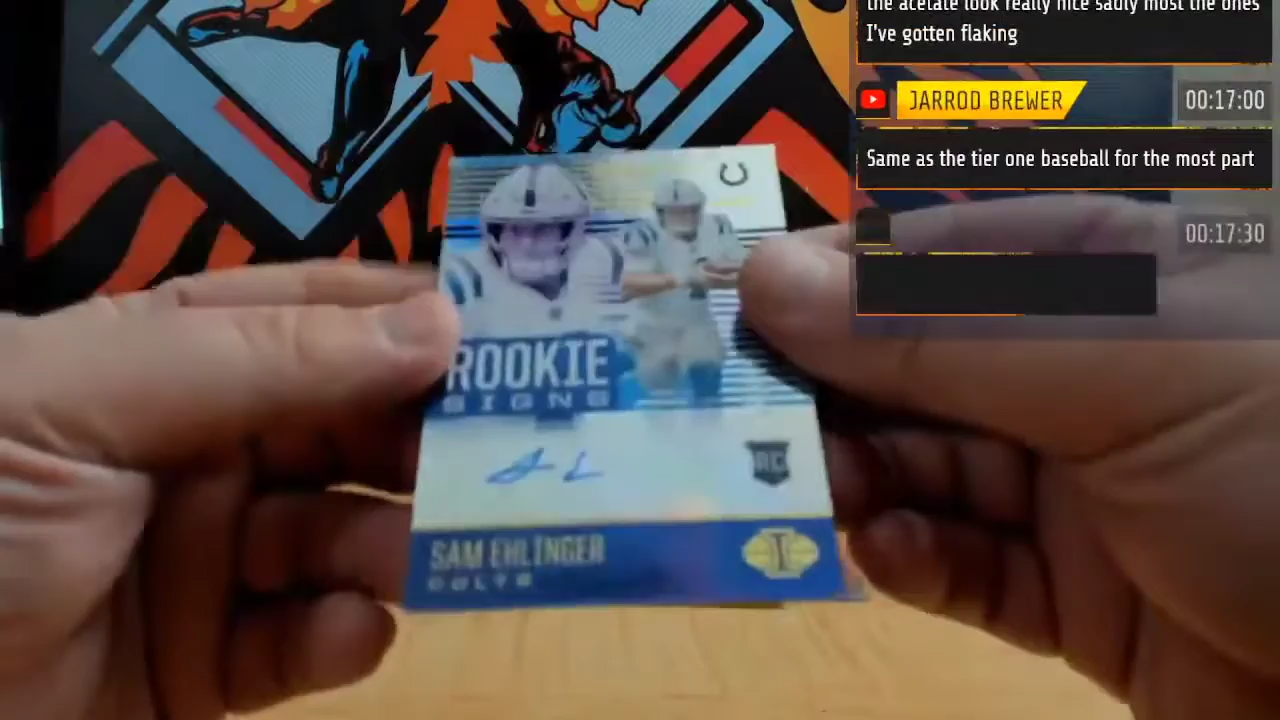 the acetate look really nice sadly most the ones
I've gotten flaking
JARROD BREWER
00:17:00
Same as the tier one baseball for the most part
00:17:30
ROOKIE
SIGNS
RC
SAM EHLINGER
COLTS
I